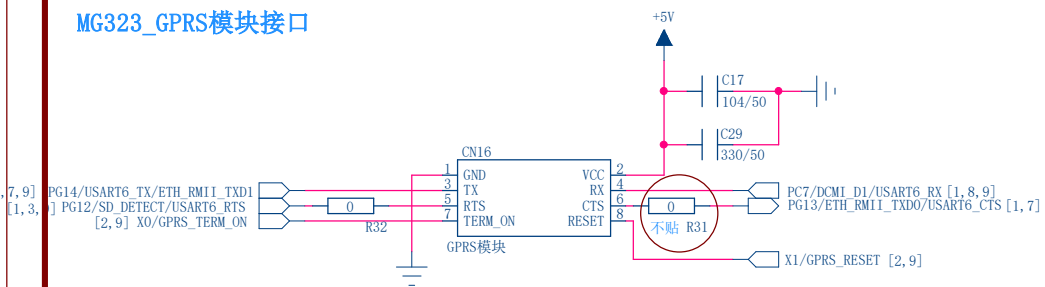 MG323_GPRS模块接口
+5V
C17
104/50
C29
330/50
CN16
1 GND VCC 2
3 TX RX 4
5 RTS CTS 6
7 TERM_ON RESET 8
GPRS模块
,7,9] PG14/USART6_TX/ETH_RMII_TXD1
[1,3, ] PG12/SD_DETECT/USART6_RTS
[2,9] X0/GPRS_TERM_ON
0
R32
0
不贴 R31
PC7/DCMI_D1/USART6_RX [1,8,9]
PG13/ETH_RMII_TXD0/USART6_CTS [1,7]
X1/GPRS_RESET [2,9]